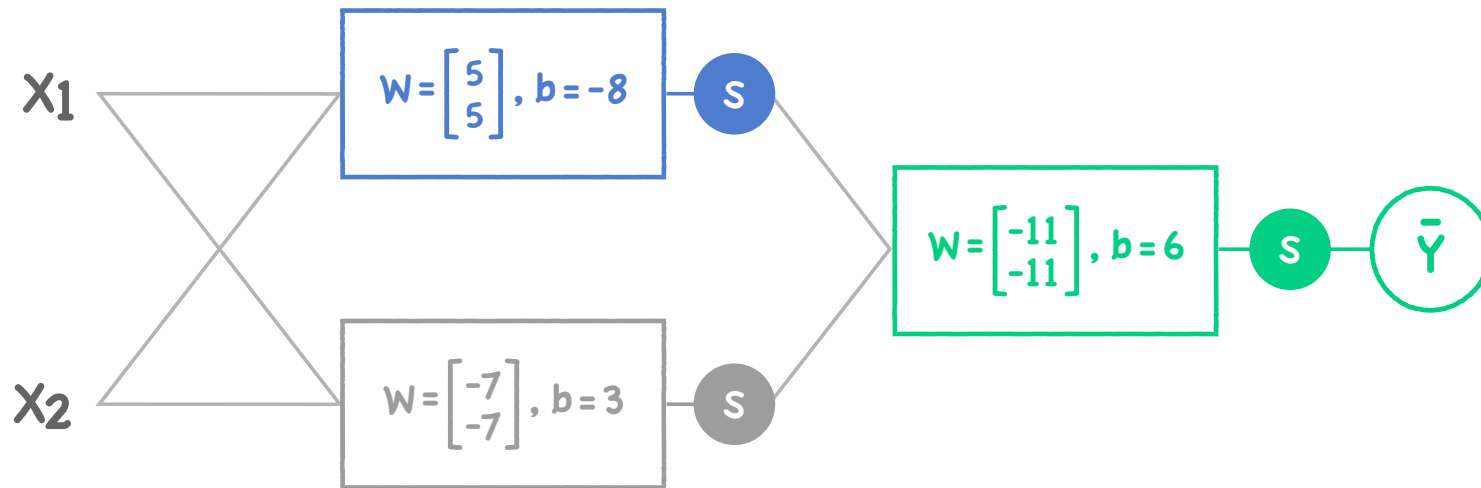 X1
W = [5 5], b = -8
S
W = [-11 -11], b = 6
S
Ȳ
X2
W = [-7 -7], b = 3
S